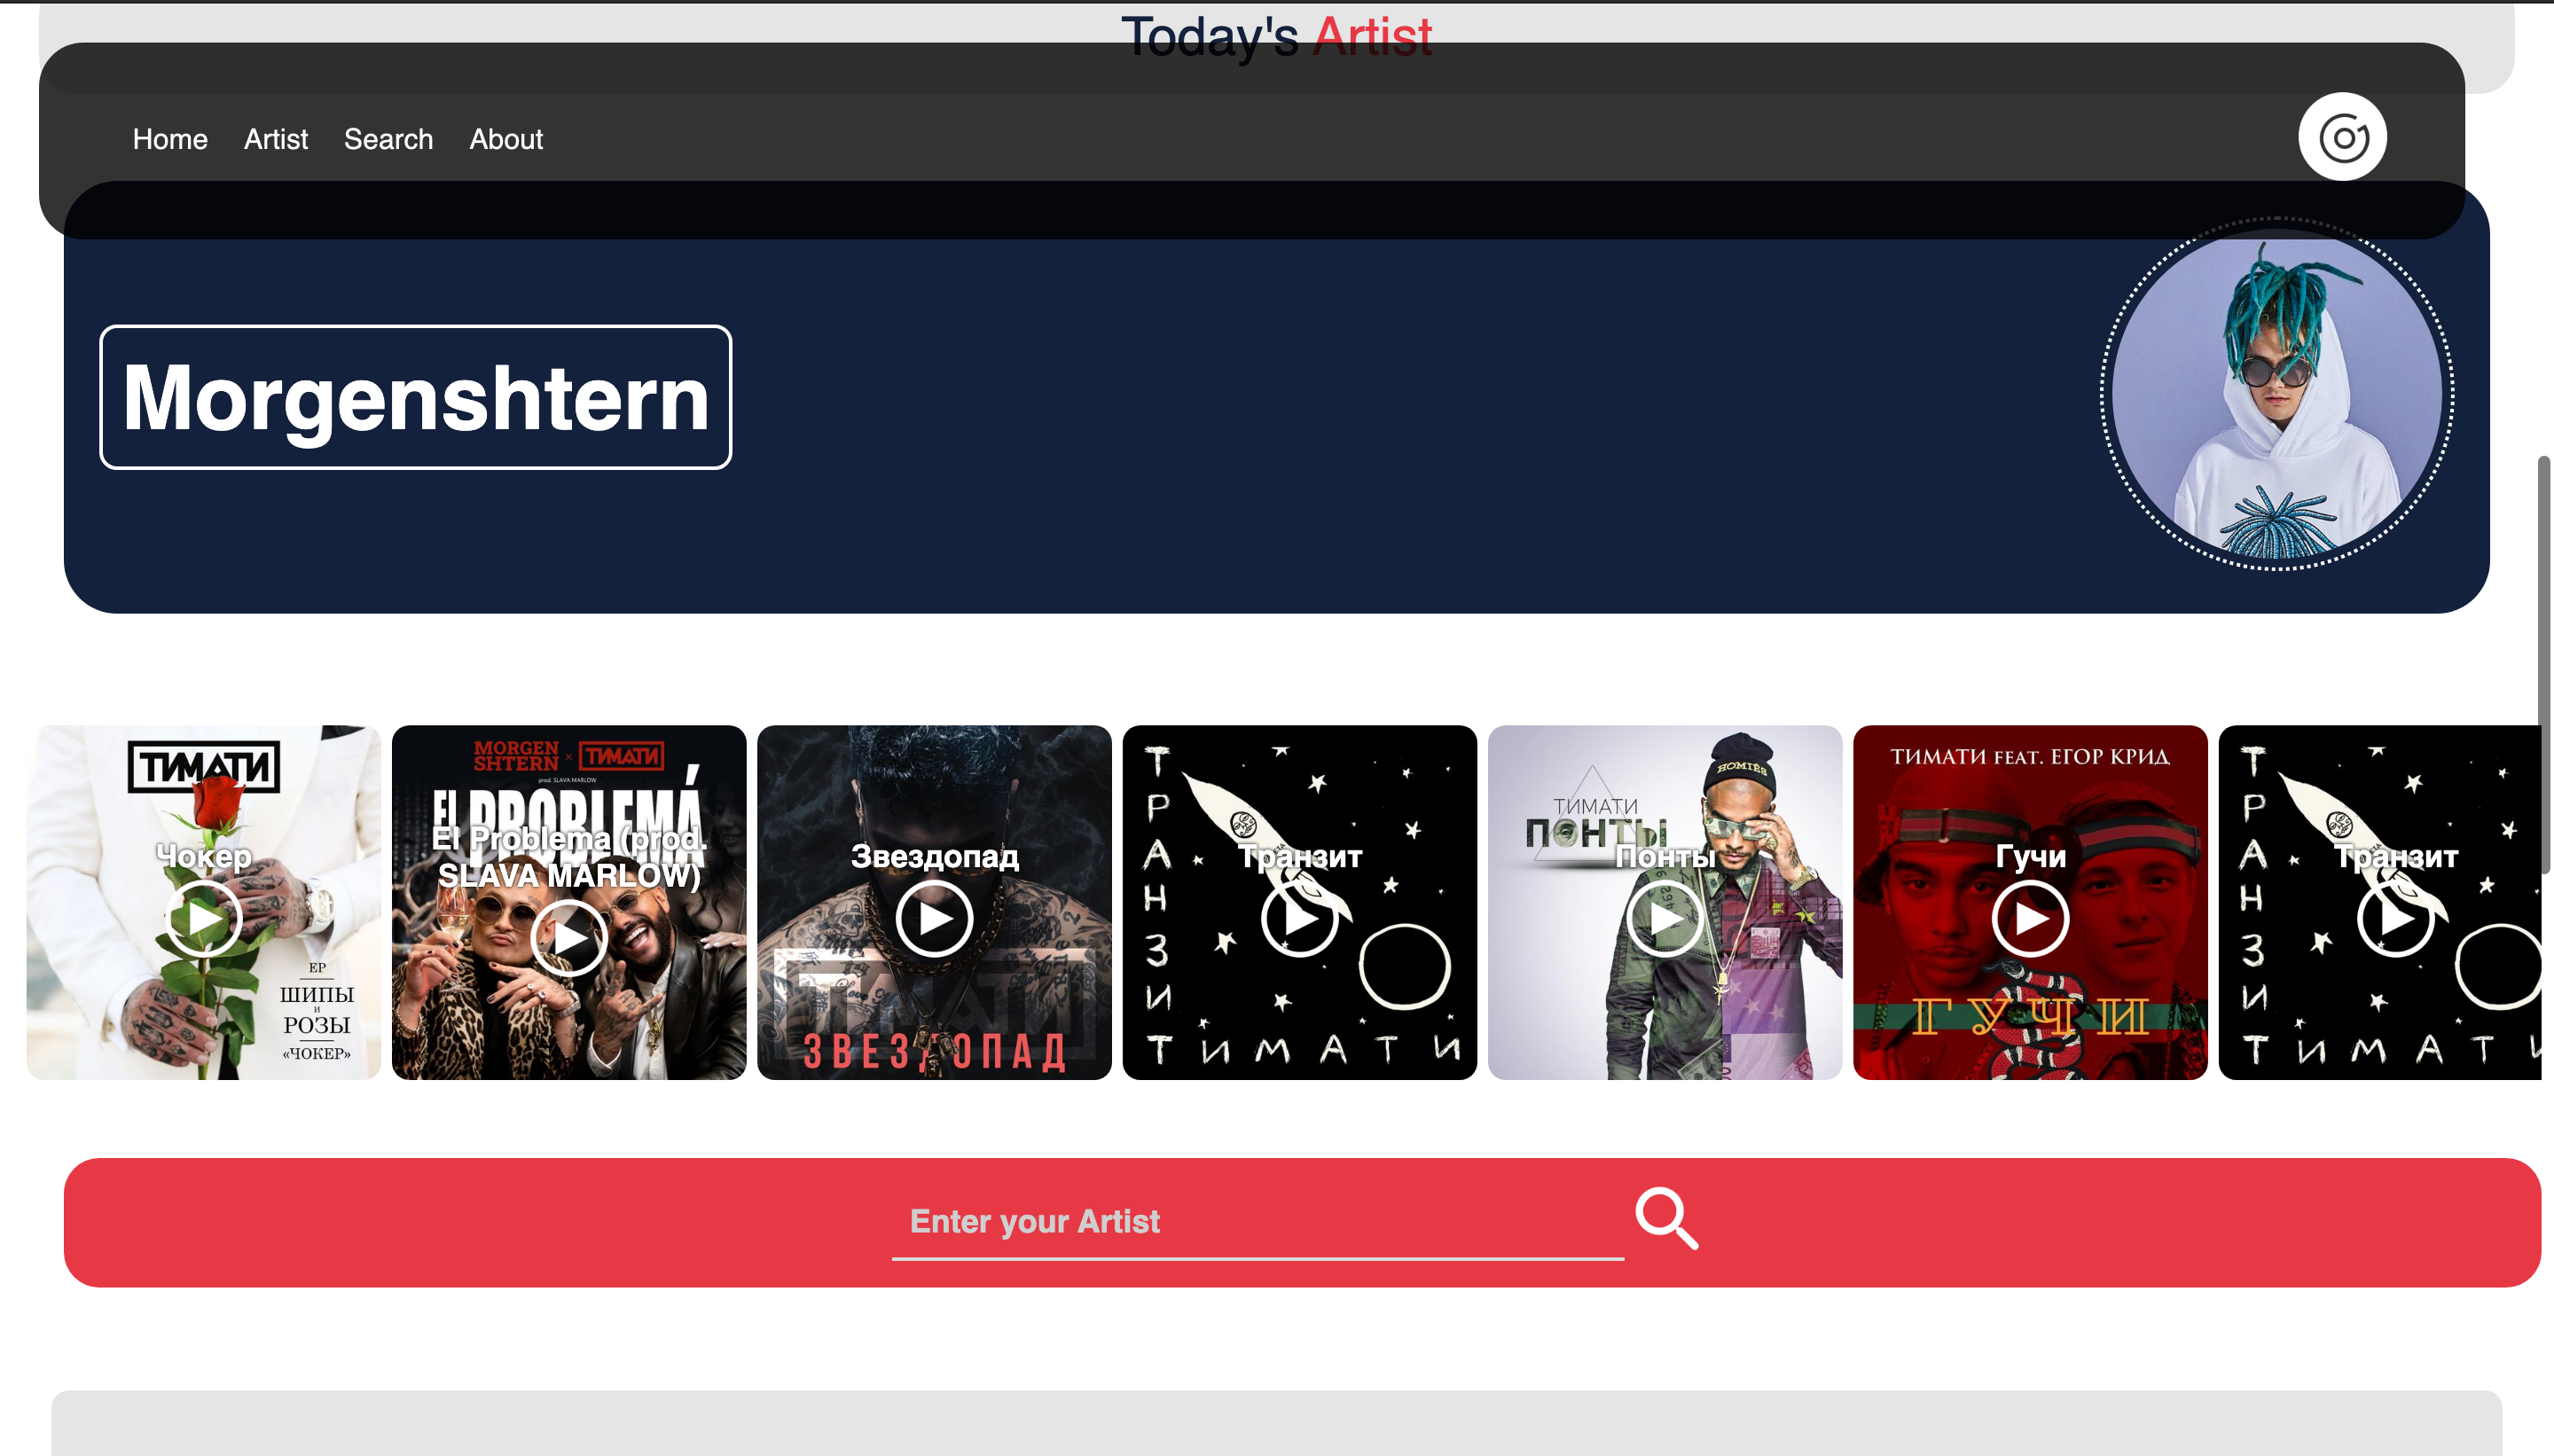 Today's Artist
Home Artist Search About
Morgenshtern
ТИМАТИ
Чокер
EP
ШИПЫ
И
РОЗЫ
«ЧОКЕР»
MORGEN
SHTERN × ТИМАТИ
prod. SLAVA MARLOW
El PROBLEMÁ
El Problema (prod.
SLAVA MARLOW)
Звездопад
ТИМАТИ
ЗВЕЗДОПАД
ТРАНЗИТ
Транзит
ТИМАТИ
HOMIÈS
ТИМАТИ
ПОНТЫ
Понты
ТИМАТИ FEAT. ЕГОР КРИД
Гучи
ГУЧИ
ТРАНЗИТ
Транзит
ТИМАТИ
Enter your Artist